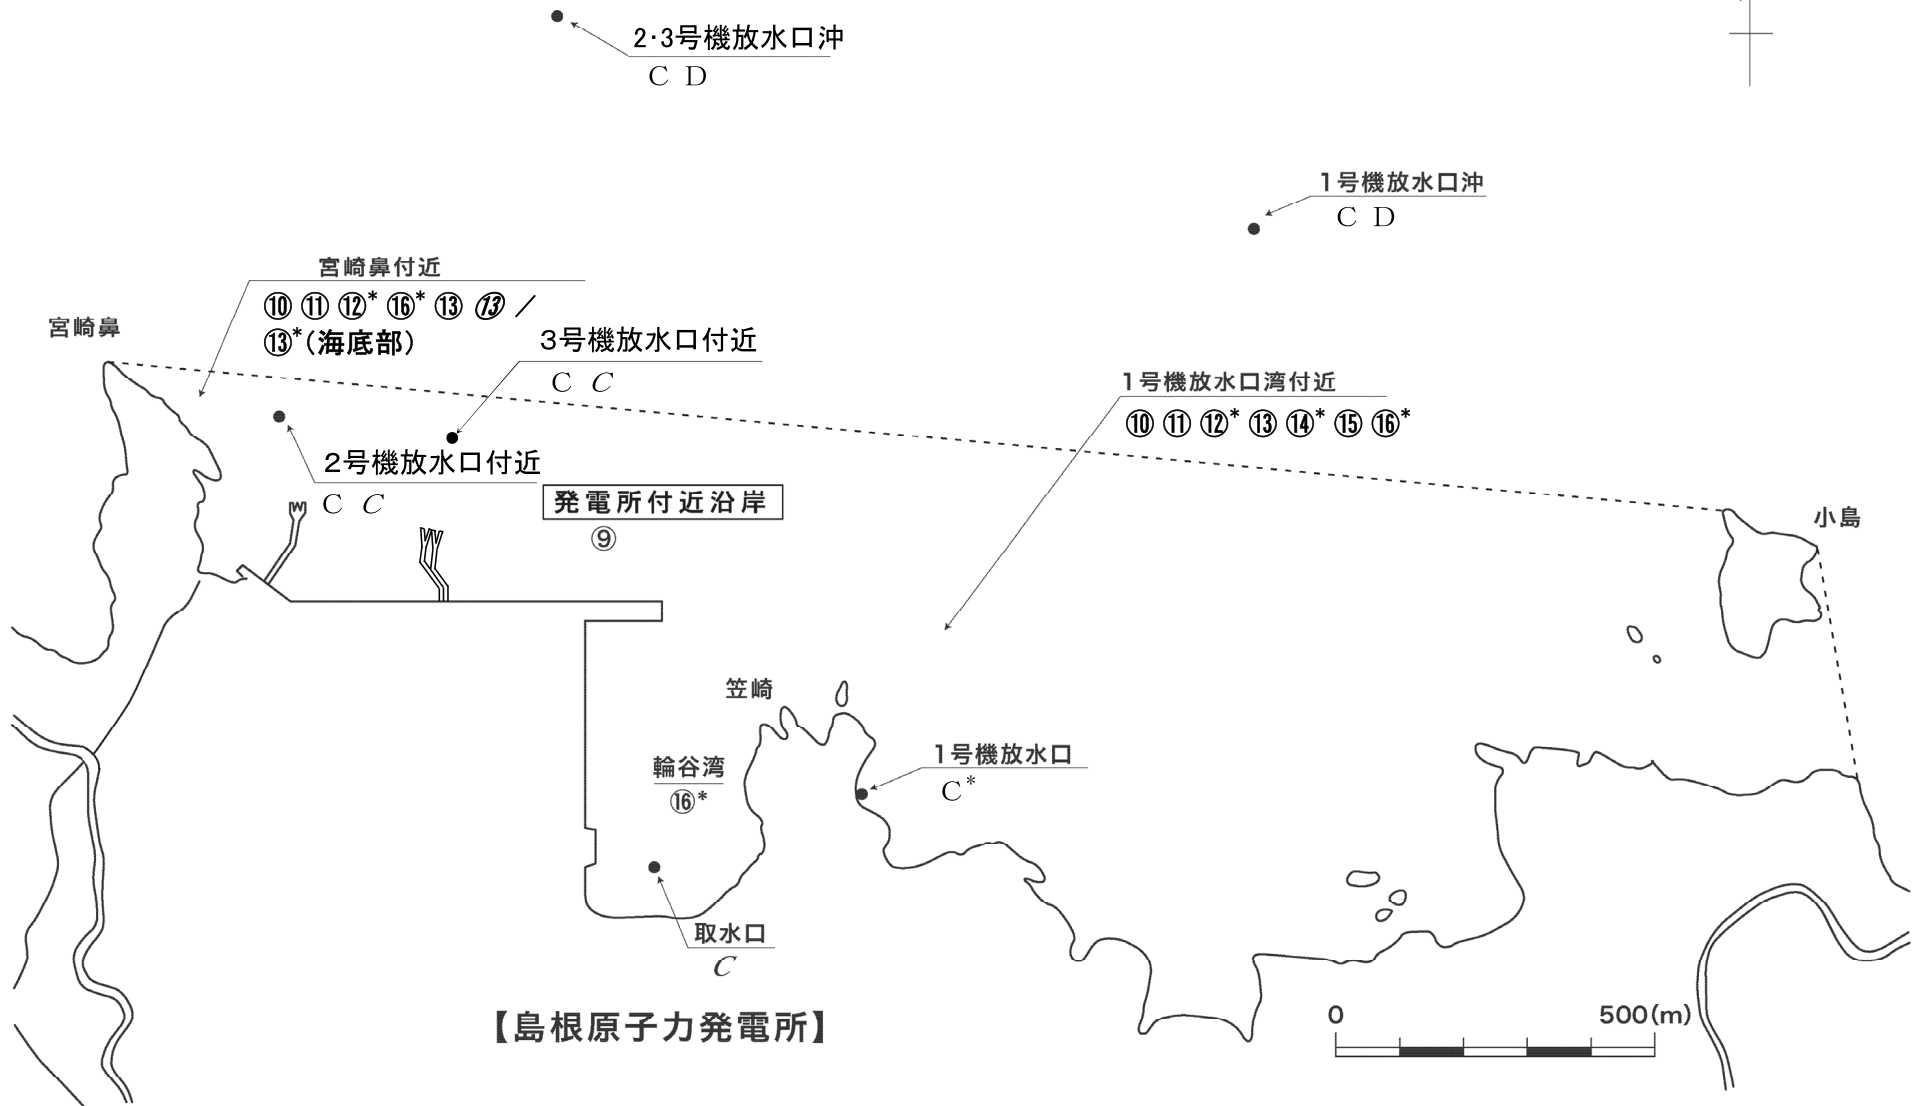 2·3号機放水口沖
C D
1号機放水口沖
C D
宮崎鼻付近
⑩ ⑪ ⑫* ⑯* ⑬ ⑬ /
⑬*(海底部)
宮崎鼻
3号機放水口付近
C C
1号機放水口湾付近
⑩ ⑪ ⑫* ⑬ ⑭* ⑮ ⑯*
2号機放水口付近
C C
発電所付近沿岸
⑨
小島
笠崎
輪谷湾
⑯*
1号機放水口
C*
取水口
C
【島根原子力発電所】
0 500(m)